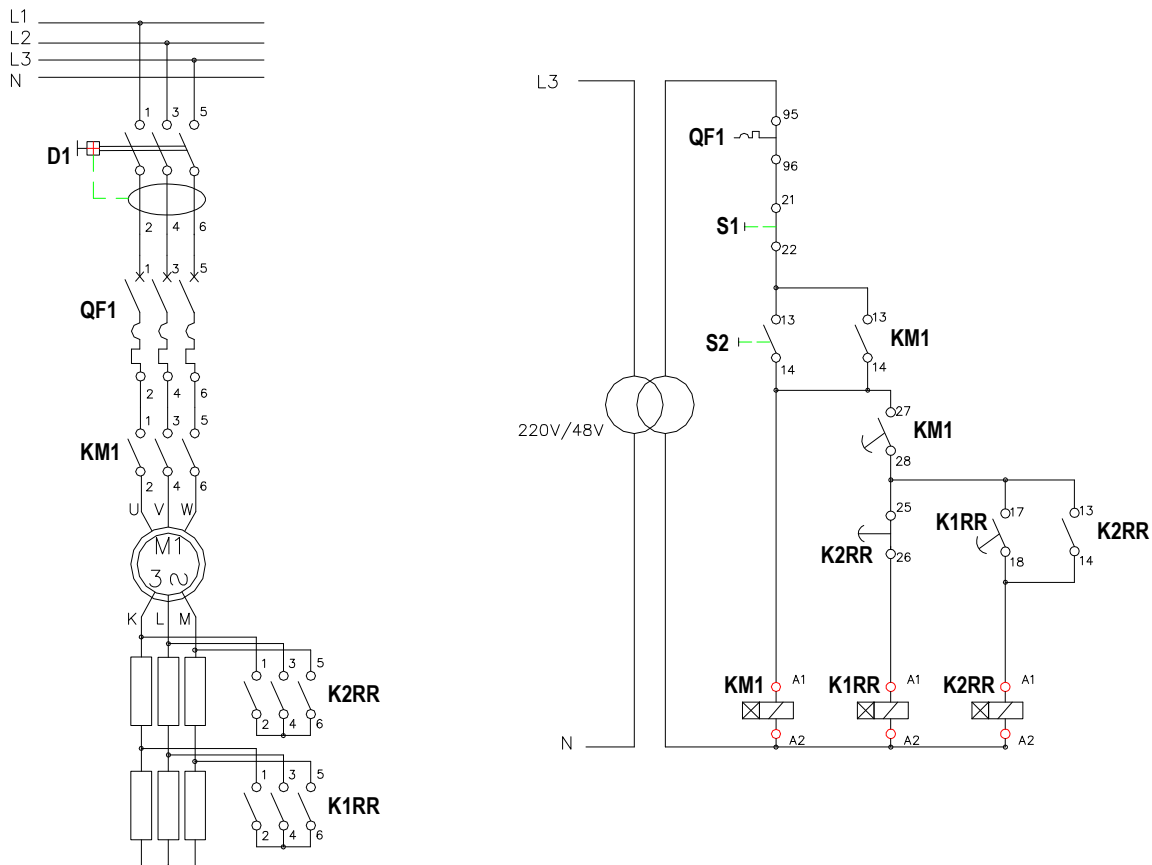 L1
L2
L3
N
1 3 5
D1
2 4 6
1 3 5
QF1
2 4 6
1 3 5
KM1
2 4 6
U V W
M1
3 ~
K L M
1 3 5
K2RR
2 4 6
1 3 5
K1RR
2 4 6
L3
220V/48V
N
95
QF1
96
21
S1
22
13 13
S2 KM1
14 14
27
KM1
28
25 17 13
K1RR K2RR
K2RR
26 18 14
KM1 A1 K1RR A1 K2RR A1
A2 A2 A2